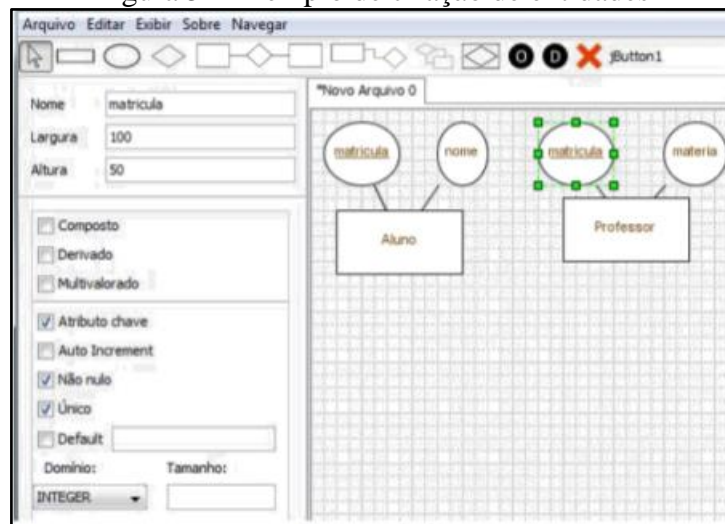 Arquivo Editar Exibir Sobre Navegar
O D jButton1
Nome matricula
Largura 100
Altura 50
Composto
Derivado
Multivalorado
Atributo chave
Auto Increment
Não nulo
Único
Default
Domínio: Tamanho:
INTEGER
*Novo Arquivo 0
matricula nome matricula materia
Aluno Professor